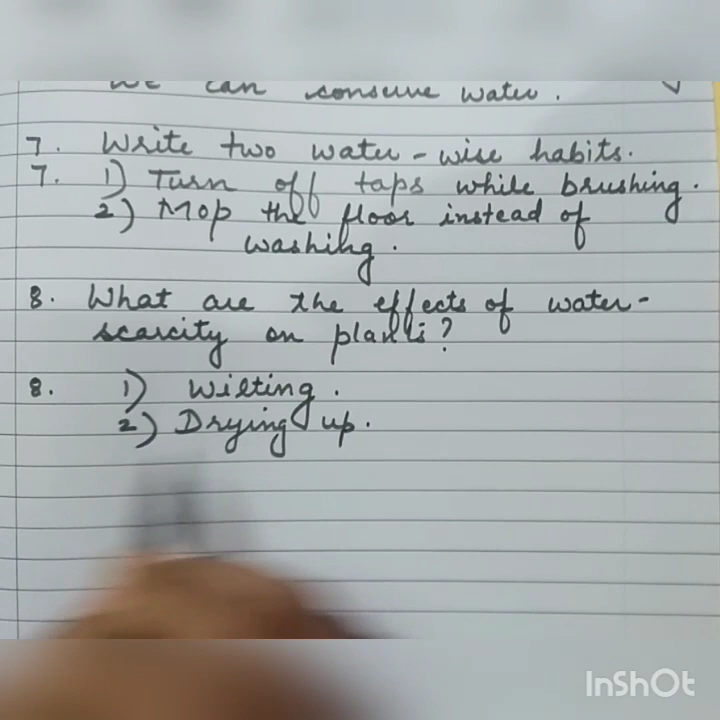 we can conserve water.
7. Write two water-wise habits.
7. 1) Turn off taps while brushing.
2) Mop the floor instead of
washing.
8. What are the effects of water-
scarcity on plants?
8. 1) Wilting.
2) Drying up.
InShOt